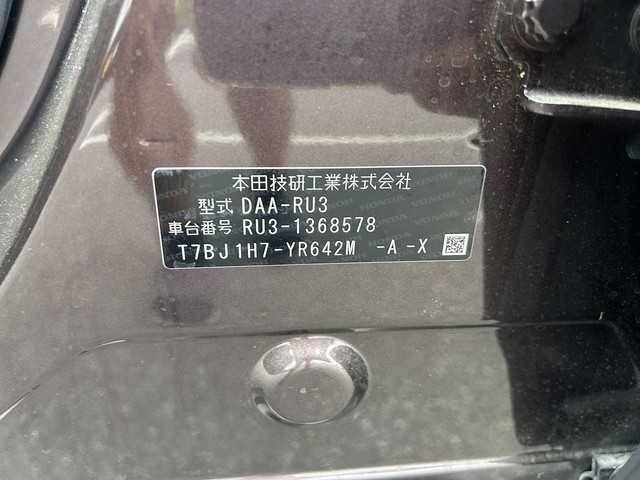 本田技研工業株式会社
型式 DAA-RU3
車台番号 RU3-1368578
T7BJ1H7-YR642M -A -X